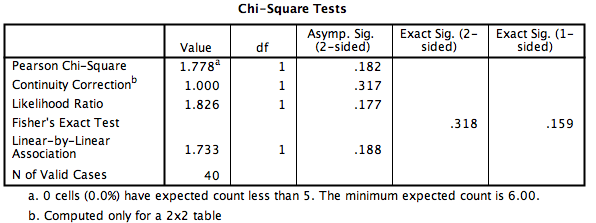 Chi-Square Tests
Value df Asymp. Sig. (2-sided) Exact Sig. (2-sided) Exact Sig. (1-sided)
Pearson Chi-Square 1.778a 1 .182
Continuity Correctionb 1.000 1 .317
Likelihood Ratio 1.826 1 .177
Fisher's Exact Test .318 .159
Linear-by-Linear Association 1.733 1 .188
N of Valid Cases 40
a. 0 cells (0.0%) have expected count less than 5. The minimum expected count is 6.00.
b. Computed only for a 2x2 table